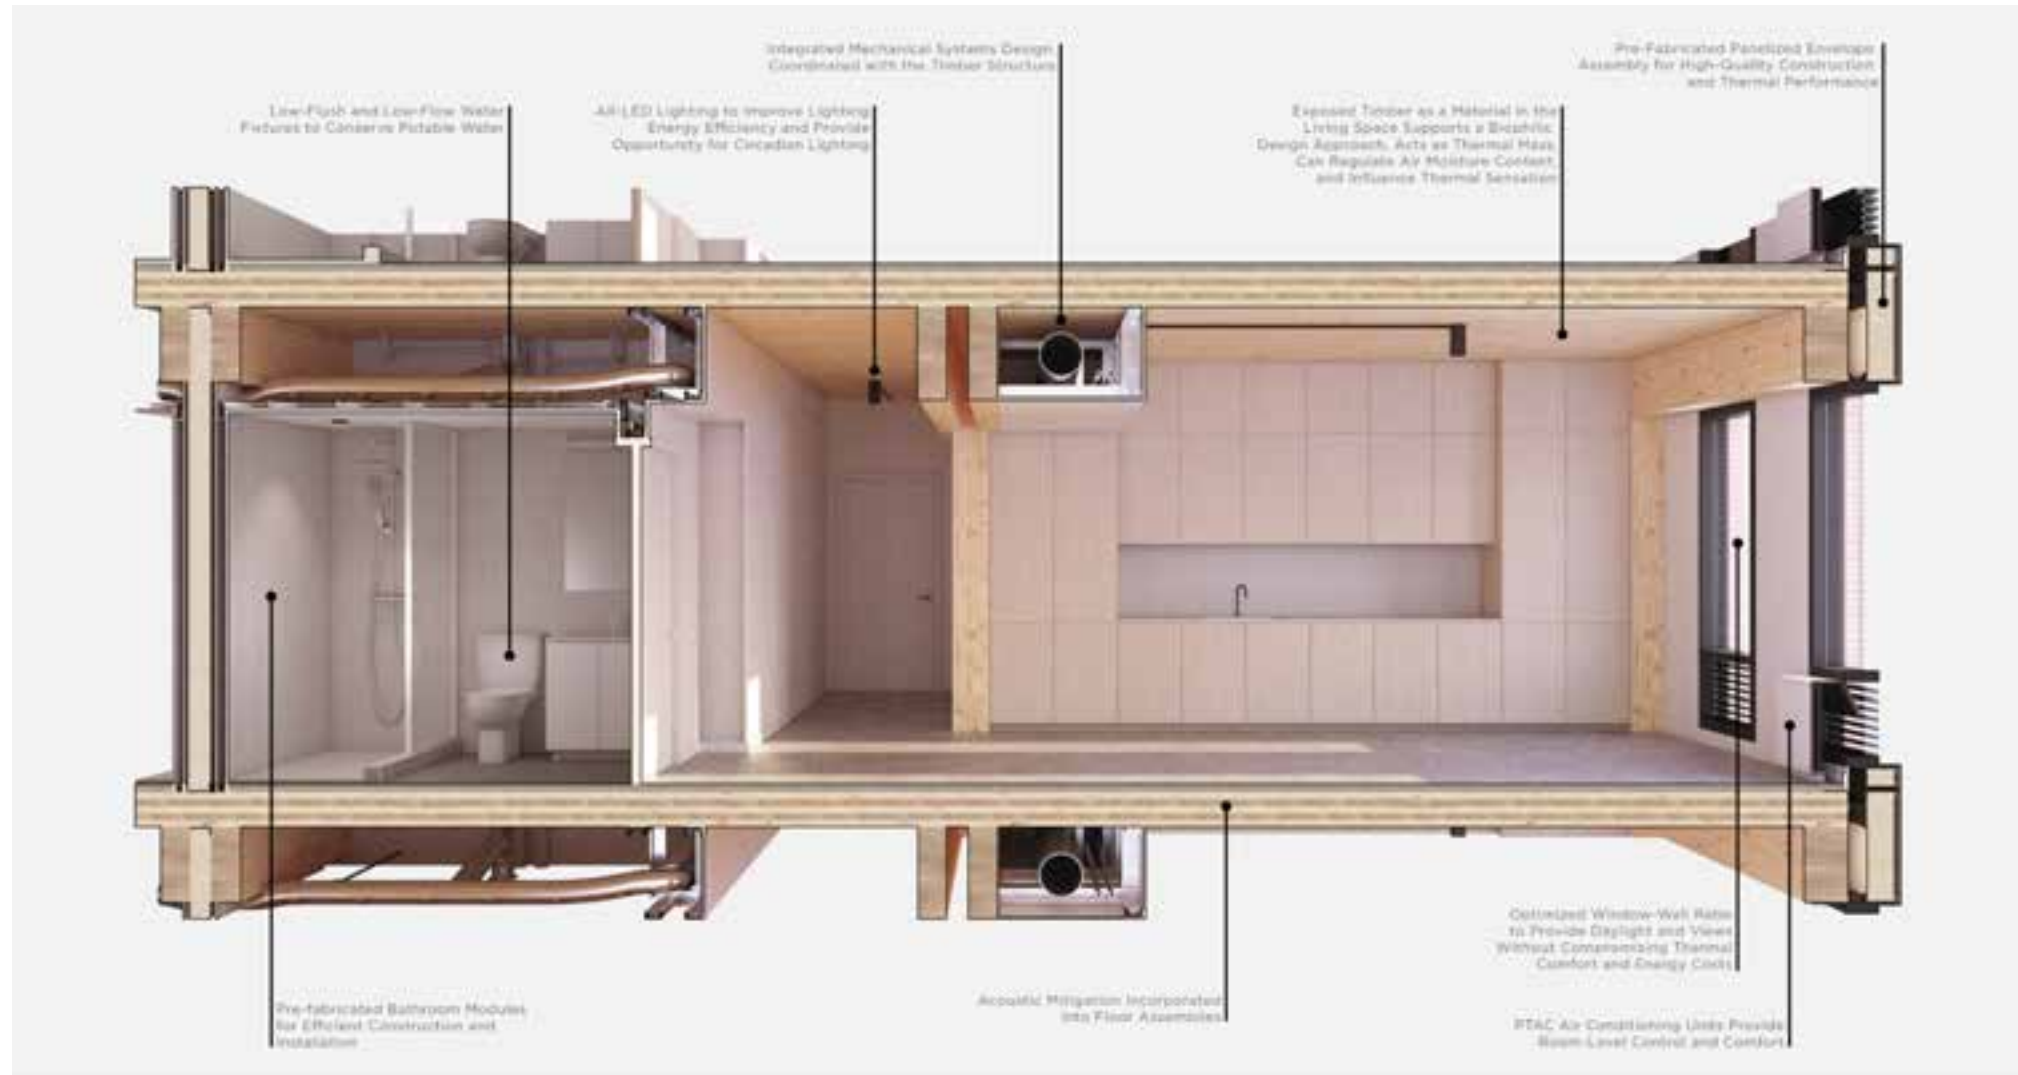 Integrated Mechanical Systems Design
Coordinated with the Timber Structure
Pre-Fabricated Panelized Envelope
Assembly for High-Quality Construction
and Thermal Performance
Low-Flush and Low-Flow Water
Fixtures to Conserve Potable Water
All-LED Lighting to Improve Lighting
Energy Efficiency and Provide
Opportunity for Circadian Lighting
Exposed Timber as a Material in the
Living Space Supports a Biophilic
Design Approach, Acts as Thermal Mass,
Can Regulate Air Moisture Content,
and Influence Thermal Sensation
Optimized Window-Wall Ratio
to Provide Daylight and Views
Without Compromising Thermal
Comfort and Energy Costs
Acoustic Mitigation Incorporated
into Floor Assemblies
Pre-fabricated Bathroom Modules
for Efficient Construction and
Installation
PTAC Air Conditioning Units Provide
Room-Level Control and Comfort